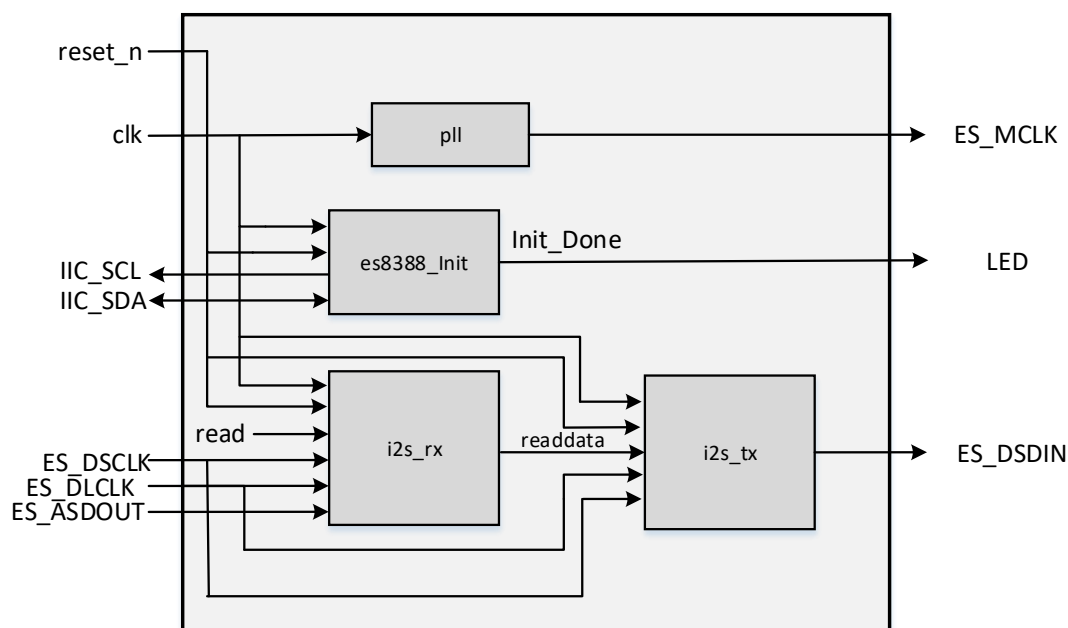 reset_n
clk
pll
ES_MCLK
Init_Done
es8388_Init
IIC_SCL
IIC_SDA
LED
read
i2s_rx
readdata
i2s_tx
ES_DSCLK
ES_DLCLK
ES_ASDOUT
ES_DSDIN